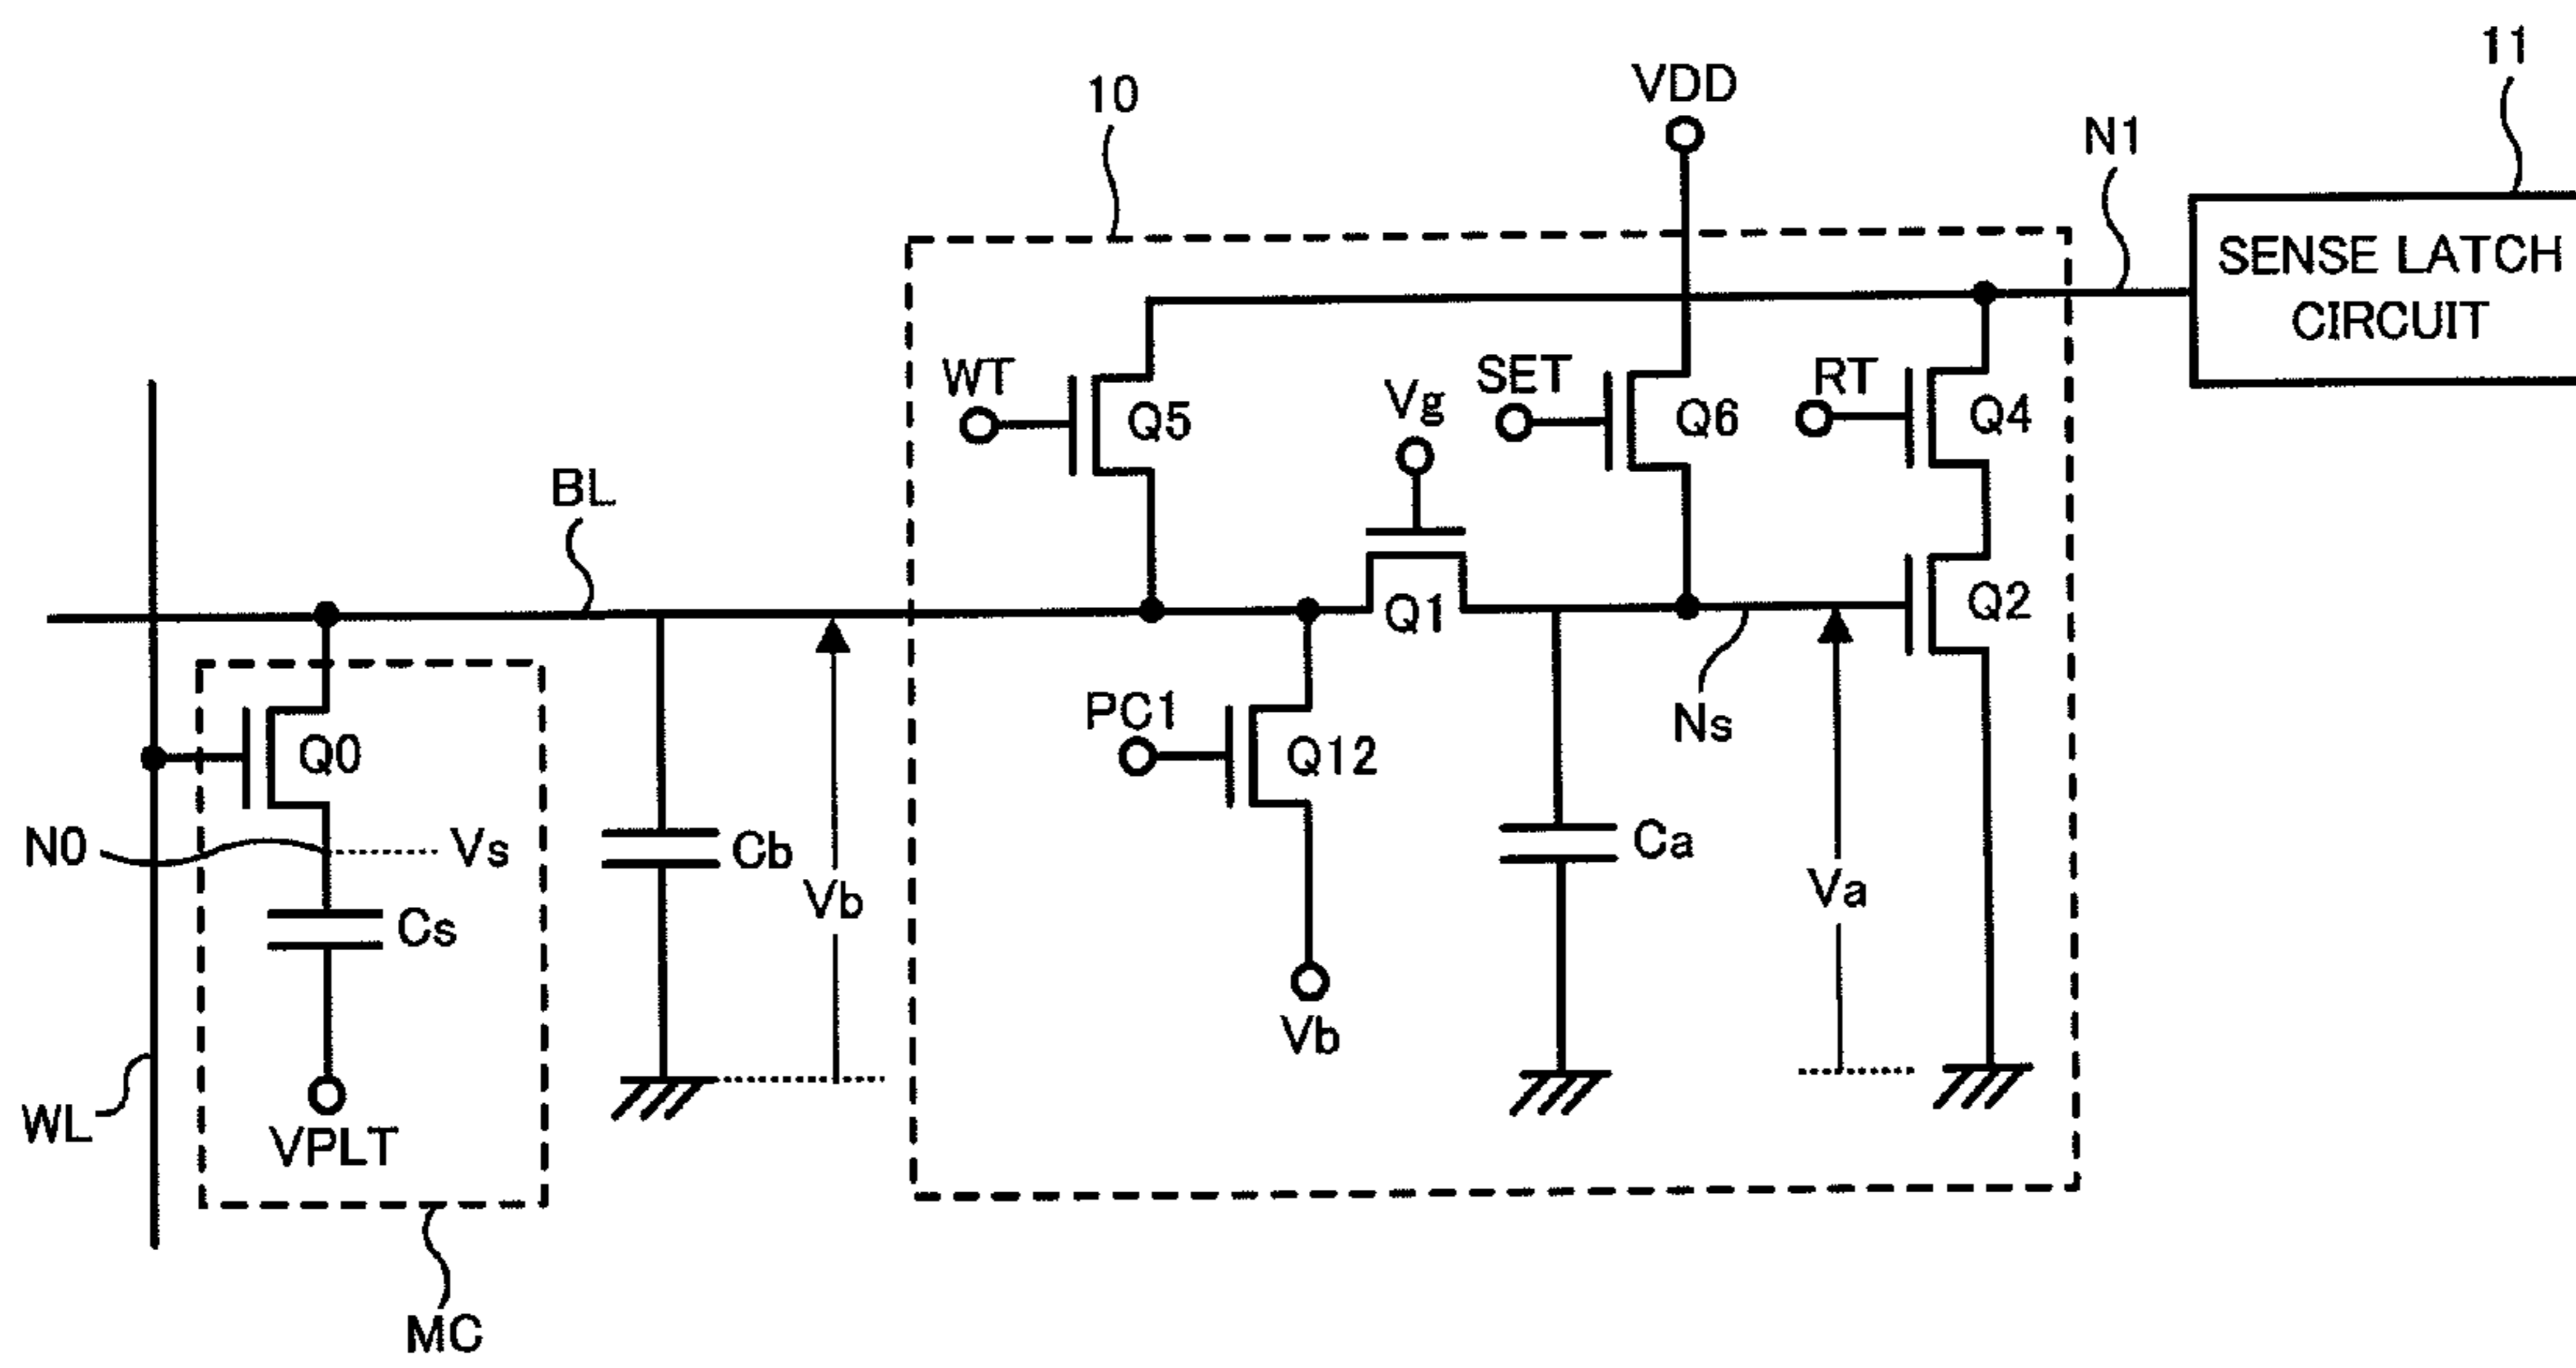 11
10
VDD
N1
SENSE LATCH
CIRCUIT
WT
Q5
Vg
SET
Q6
RT
Q4
BL
Q1
Q2
Q0
PC1
Q12
Ns
N0
Vs
Cs
Cb
Vb
Ca
Va
Vb
WL
VPLT
MC